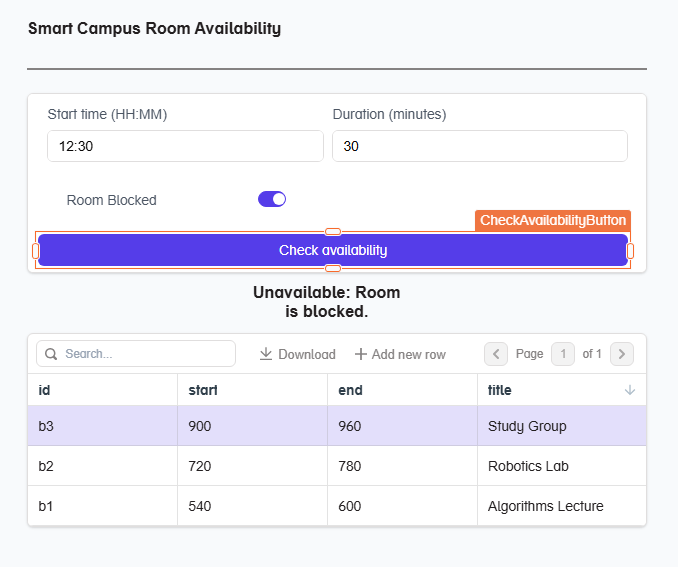 Smart Campus Room Availability
Start time (HH:MM) Duration (minutes)
12:30 30
Room Blocked
CheckAvailabilityButton
Check availability
Unavailable: Room
is blocked.
Search... Download Add new row Page 1 of 1
id start end title
b3 900 960 Study Group
b2 720 780 Robotics Lab
b1 540 600 Algorithms Lecture